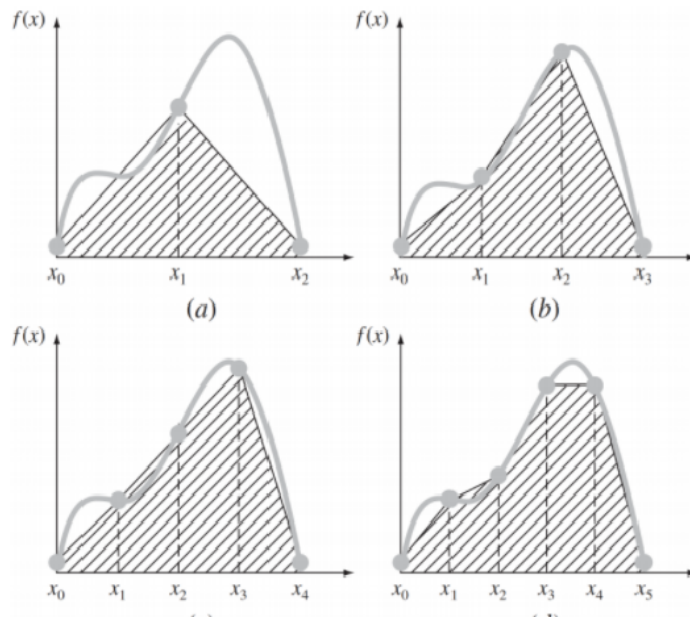 f(x) f(x)
x₀ x₁ x₂ x₀ x₁ x₂ x₃
(a) (b)
f(x) f(x)
x₀ x₁ x₂ x₃ x₄ x₀ x₁ x₂ x₃ x₄ x₅